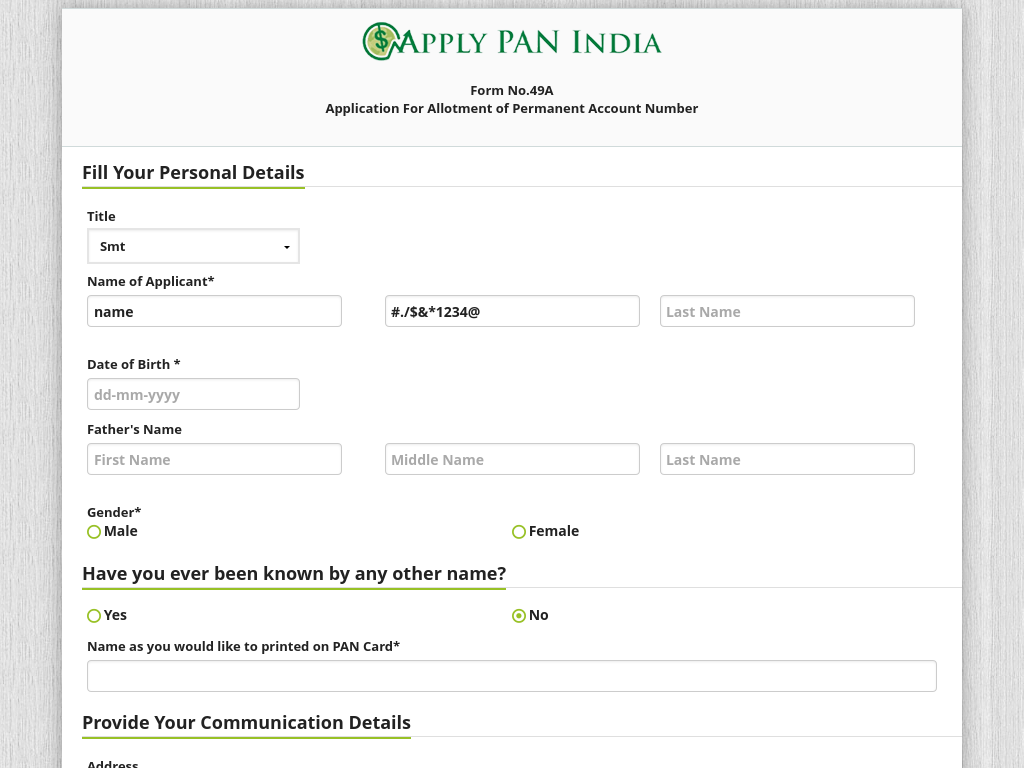 APPLY PAN INDIA
Form No.49A
Application For Allotment of Permanent Account Number
Fill Your Personal Details
Title
Smt
Name of Applicant*
name #./$&*1234@ Last Name
Date of Birth *
dd-mm-yyyy
Father's Name
First Name Middle Name Last Name
Gender*
Male Female
Have you ever been known by any other name?
Yes No
Name as you would like to printed on PAN Card*
Provide Your Communication Details
Address